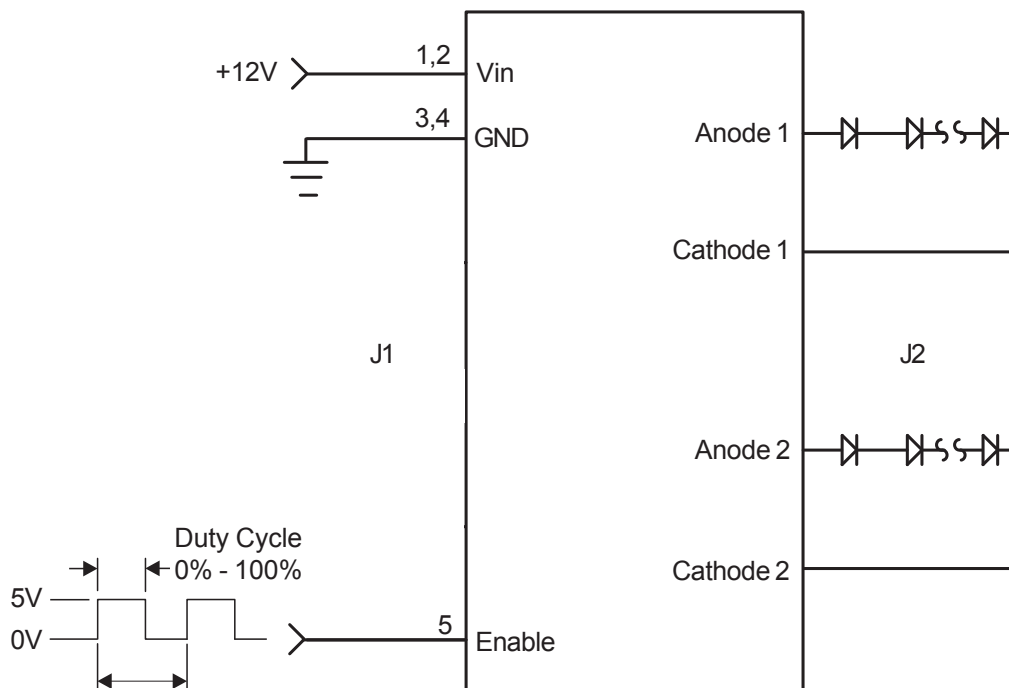 +12V
1,2
Vin
3,4
GND
Anode 1
Cathode 1
J1
J2
Anode 2
Cathode 2
Duty Cycle
0% - 100%
5V
0V
5
Enable